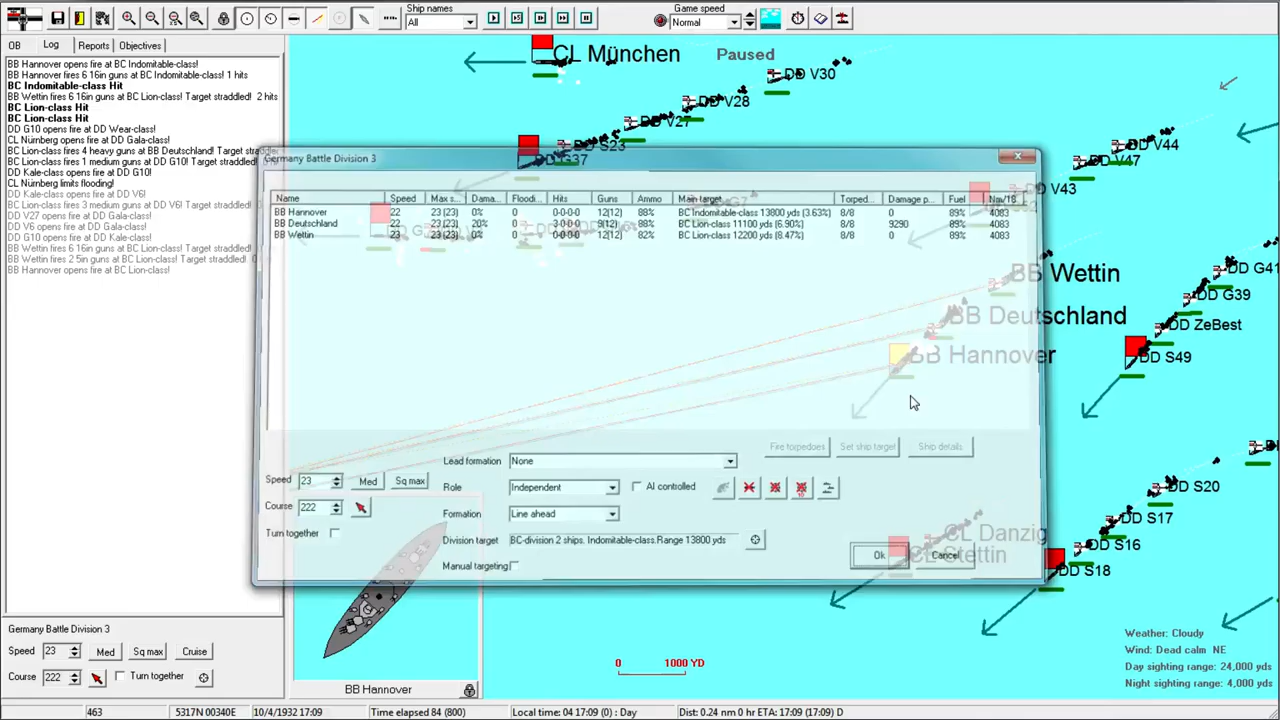 Ship names
All
Game speed
Normal
OB Log Reports Objectives
BB Hannover opens fire at BC Indomitable-class!
BB Hannover fires 6 16in guns at BC Indomitable-class! 1 hits
BC Indomitable-class Hit
BB Wettin fires 6 16in guns at BC Lion-class! Target straddled! 2 hits
BC Lion-class Hit
BC Lion-class Hit
DD G10 opens fire at DD Wear-class!
CL Nürnberg opens fire at DD Gala-class!
BC Lion-class fires 4 heavy guns at BB Deutschland! Target straddled!
BC Lion-class fires 1 medium guns at DD G10! Target straddled!
DD Kale-class opens fire at DD G10!
CL Nürnberg limits flooding!
DD Kale-class opens fire at DD V6!
BC Lion-class fires 3 medium guns at DD V6! Target straddled!
DD V27 opens fire at DD Gala-class!
DD V6 opens fire at DD Gala-class!
DD G10 opens fire at DD Kale-class!
BB Wettin fires 6 16in guns at BC Lion-class! Target straddled!
BB Wettin fires 2 5in guns at BC Lion-class! Target straddled!
BB Hannover opens fire at BC Lion-class!
CL München
Paused
DD V30
DD V28
DD V27
DD S23
DD G37
DD V44
DD V47
DD V43
Germany Battle Division 3
Name Speed Max s... Dama... Floodi... Hits Guns Ammo Main target Torped... Damage p... Fuel Nm/18
BB Hannover 22 23 (23) 0% 0 0-0-0-0 12(12) 88% BC Indomitable-class 13800 yds (3.63%) 8/8 0 89% 4083
BB Deutschland 22 23 (23) 20% 0 3-0-0-0 9(12) 88% BC Lion-class 11100 yds (6.90%) 8/8 9290 89% 4083
BB Wettin 22 23 (23) 0% 0 0-0-0-0 12(12) 82% BC Lion-class 12200 yds (8.47%) 8/8 0 89% 4083
BB Wettin
BB Deutschland
BB Hannover
DD G41
DD G39
DD ZeBest
DD S49
Fire torpedoes Set ship target Ship details
Lead formation None
Speed 23 Med Sq max
Role Independent AI controlled
Course 222
Formation Line ahead
Turn together
Division target BC-division 2 ships. Indomitable-class.Range 13800 yds
Manual targeting
Ok Cancel
CL Danzig
CL Stettin
DD S20
DD S17
DD S16
DD S18
Germany Battle Division 3
Speed 23 Med Sq max Cruise
Course 222 Turn together
BB Hannover
0 1000 YD
Weather: Cloudy
Wind: Dead calm NE
Day sighting range: 24,000 yds
Night sighting range: 4,000 yds
463 5317N 00340E 10/4/1932 17:09 Time elapsed 84 (800) Local time: 04 17:09 (0) : Day Dist: 0.24 nm 0 hr ETA: 17:09 (17:09) D